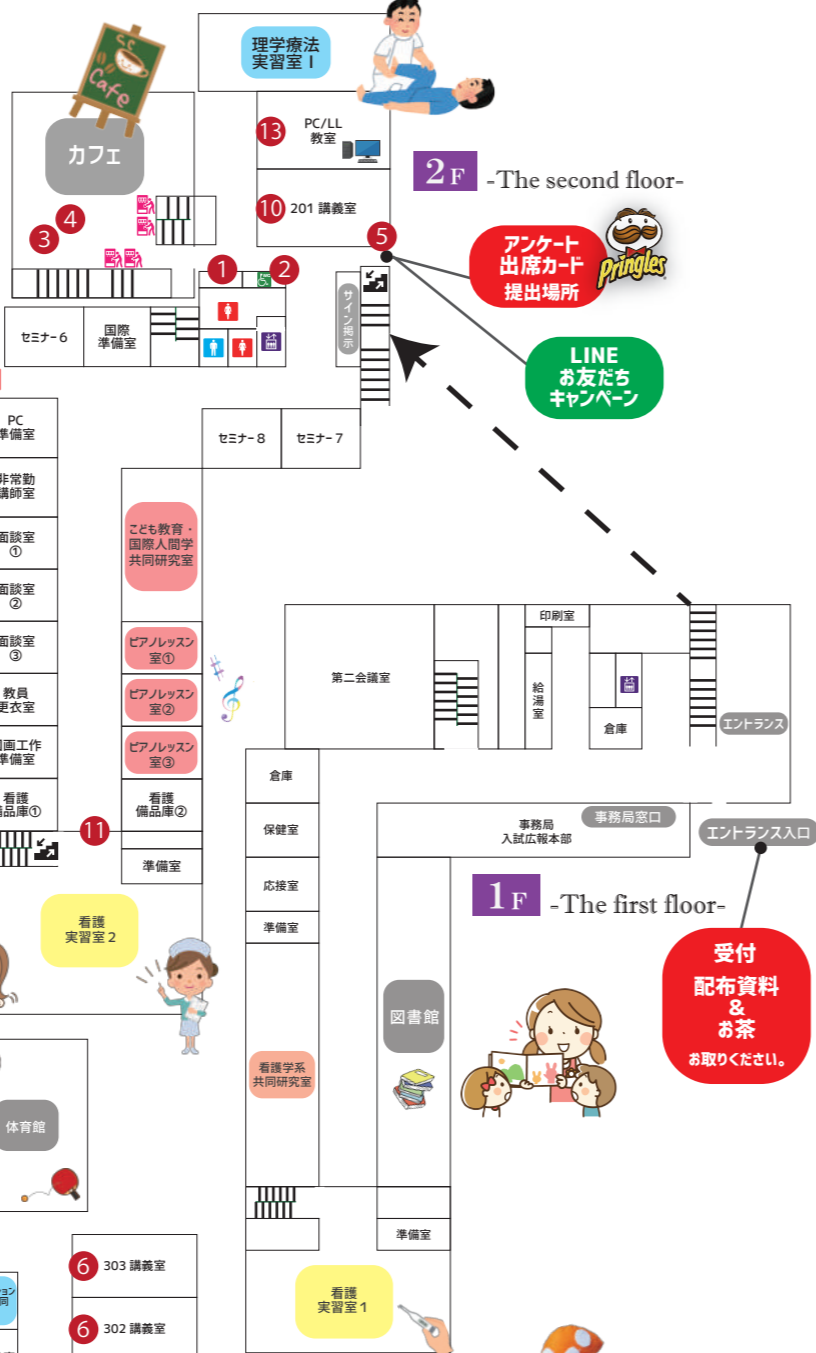 理学療法
実習室Ⅰ
Cafe
カフェ
13
PC/LL
教室
2F -The second floor-
10 201 講義室
4
3
5
アンケート
出席カード
提出場所
Pringles
1
2
サイン掲示
LINE
お友だち
キャンペーン
セミナー6
国際
準備室
セミナー8
セミナー7
PC
準備室
非常勤
講師室
面談室
①
面談室
②
面談室
③
教員
更衣室
図画工作
準備室
看護
備品庫①
こども教育・
国際人間学
共同研究室
ピアノレッスン
室①
ピアノレッスン
室②
ピアノレッスン
室③
看護
備品庫②
11
準備室
看護
実習室2
第二会議室
印刷室
給湯室
倉庫
エントランス
倉庫
保健室
応接室
準備室
事務局窓口
事務局
入試広報本部
エントランス入口
1F -The first floor-
受付
配布資料
&
お茶
お取りください。
図書館
看護学系
共同研究室
体育館
準備室
看護
実習室1
6 303 講義室
6 302 講義室